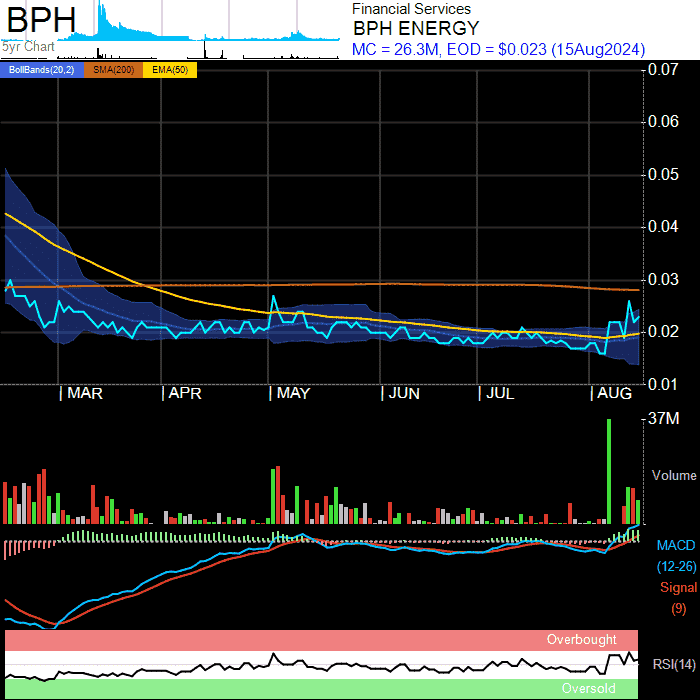 BPH
5yr Chart
Financial Services
BPH ENERGY
MC = 26.3M, EOD = $0.023 (15Aug2024)
BollBands(20,2) SMA(200) EMA(50)
0.07
0.06
0.05
0.04
0.03
0.02
0.01
MAR APR MAY JUN JUL AUG
37M
Volume
MACD
(12-26)
Signal
(9)
Overbought
RSI(14)
Oversold